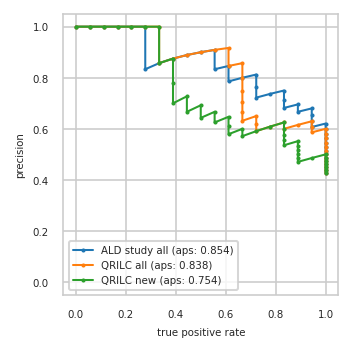 1.0
0.8
0.6
0.4
0.2
0.0
precision
ALD study all (aps: 0.854)
QRILC all (aps: 0.838)
QRILC new (aps: 0.754)
0.0 0.2 0.4 0.6 0.8 1.0
true positive rate